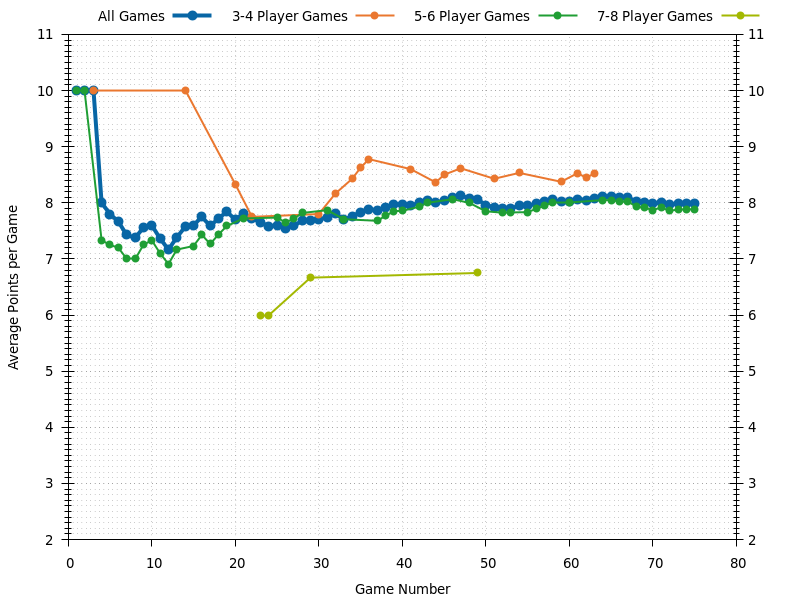 All Games 3-4 Player Games 5-6 Player Games 7-8 Player Games
11 11
10 10
9 9
8 8
7 7
6 6
5 5
4 4
3 3
2 2
Average Points per Game
0 10 20 30 40 50 60 70 80
Game Number